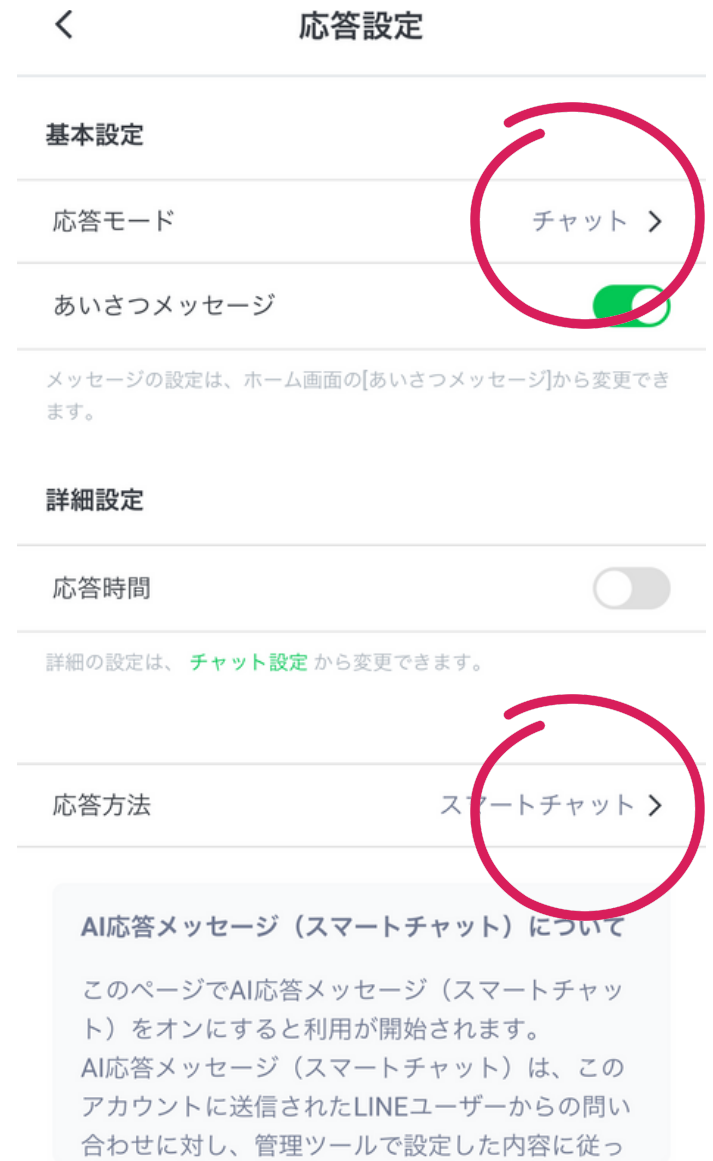 応答設定
基本設定
応答モード チャット
あいさつメッセージ
メッセージの設定は、ホーム画面の[あいさつメッセージ]から変更でき
ます。
詳細設定
応答時間
詳細の設定は、 チャット設定 から変更できます。
応答方法 スマートチャット
AI応答メッセージ（スマートチャット）について
このページでAI応答メッセージ（スマートチャッ
ト）をオンにすると利用が開始されます。
AI応答メッセージ（スマートチャット）は、この
アカウントに送信されたLINEユーザーからの問い
合わせに対し、管理ツールで設定した内容に従っ